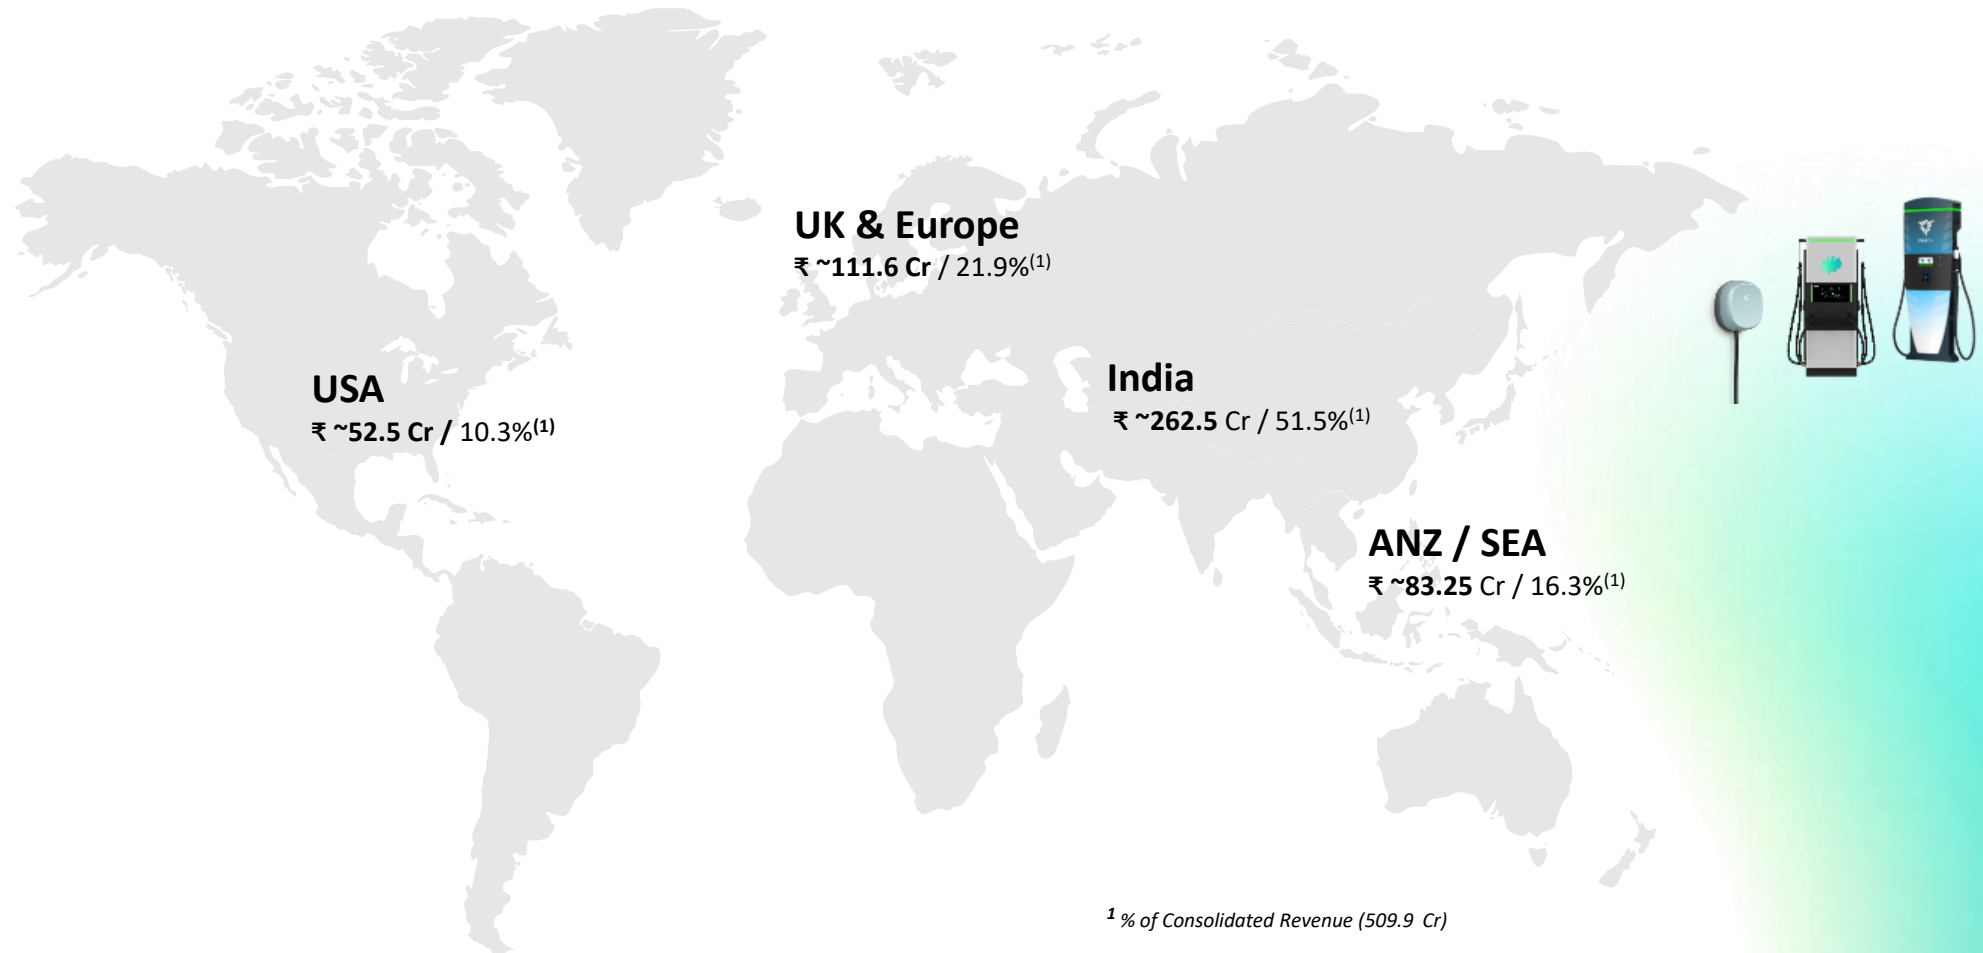 UK & Europe
₹ ~111.6 Cr / 21.9%(1)
USA
₹ ~52.5 Cr / 10.3%(1)
India
₹ ~262.5 Cr / 51.5%(1)
ANZ / SEA
₹ ~83.25 Cr / 16.3%(1)
1 % of Consolidated Revenue (509.9 Cr)